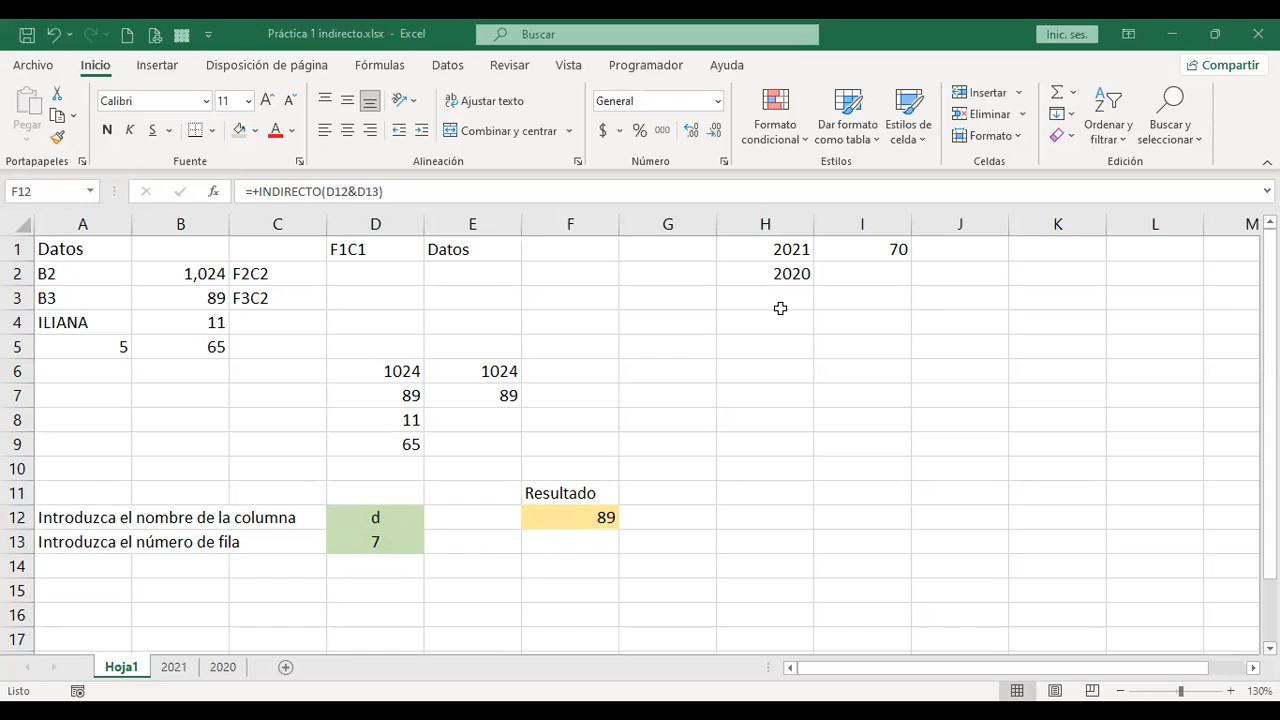 Práctica 1 indirecto.xlsx - Excel
Buscar
Inic. ses.
Archivo Inicio Insertar Disposición de página Fórmulas Datos Revisar Vista Programador Ayuda Compartir
Pegar
Calibri 11
N K S
Ajustar texto
Combinar y centrar
General
$ % 000
Formato condicional
Dar formato como tabla
Estilos de celda
Insertar
Eliminar
Formato
Ordenar y filtrar
Buscar y seleccionar
Portapapeles Fuente Alineación Número Estilos Celdas Edición
F12 fx =+INDIRECTO(D12&D13)
A B C D E F G H I J K L M
1 Datos F1C1 Datos 2021 70
2 B2 1,024 F2C2 2020
3 B3 89 F3C2
4 ILIANA 11
5 5 65
6 1024 1024
7 89 89
8 11
9 65
10
11 Resultado
12 Introduzca el nombre de la columna d 89
13 Introduzca el número de fila 7
14
15
16
17
Hoja1 2021 2020
Listo 130%